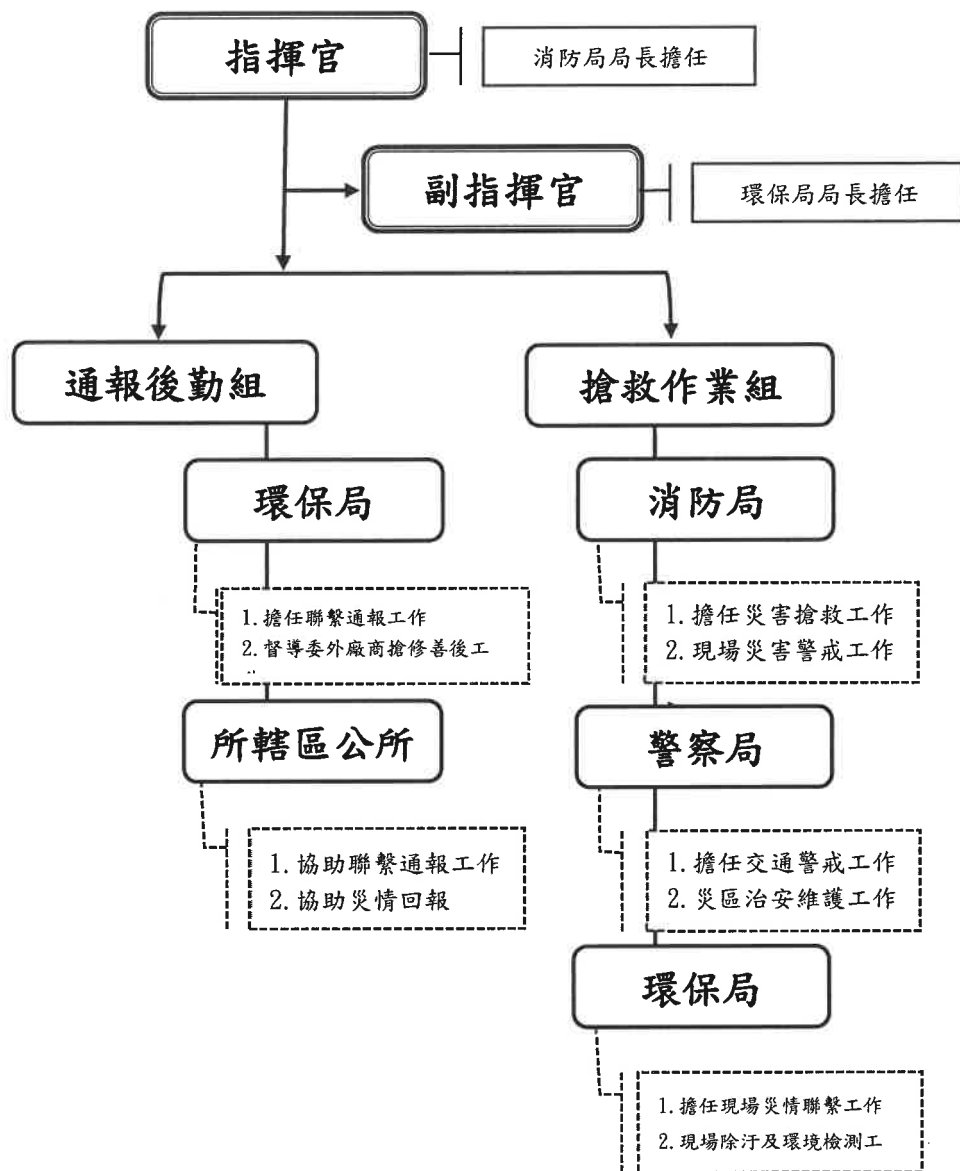 指揮官
消防局局長擔任
副指揮官
環保局局長擔任
通報後勤組
環保局
1. 擔任聯繫通報工作
2. 督導委外廠商搶修善後工
所轄區公所
1. 協助聯繫通報工作
2. 協助災情回報
搶救作業組
消防局
1. 擔任災害搶救工作
2. 現場災害警戒工作
警察局
1. 擔任交通警戒工作
2. 災區治安維護工作
環保局
1. 擔任現場災情聯繫工作
2. 現場除汙及環境檢測工